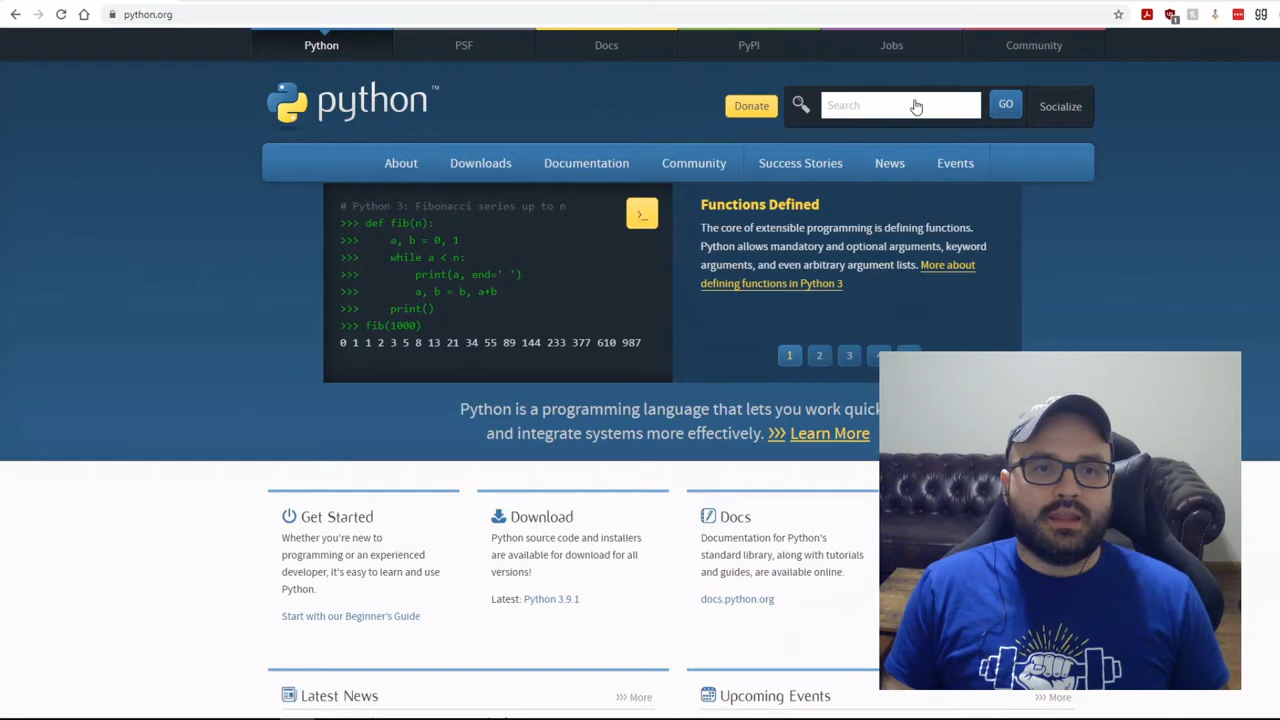 python.org
gg
1
Python
PSF
Docs
PyPI
Jobs
Community
python™
Donate
Search
GO
Socialize
About
Downloads
Documentation
Community
Success Stories
News
Events
# Python 3: Fibonacci series up to n
>>> def fib(n):
>>>     a, b = 0, 1
>>>     while a < n:
>>>         print(a, end=' ')
>>>         a, b = b, a+b
>>>     print()
>>> fib(1000)
0 1 1 2 3 5 8 13 21 34 55 89 144 233 377 610 987
>_
Functions Defined
The core of extensible programming is defining functions.
Python allows mandatory and optional arguments, keyword
arguments, and even arbitrary argument lists. More about
defining functions in Python 3
1
2
3
Python is a programming language that lets you work
and integrate systems more effectively. >>> Learn More
Get Started
Whether you're new to
programming or an experienced
developer, it's easy to learn and use
Python.
Start with our Beginner's Guide
Download
Python source code and installers
are available for download for all
versions!
Latest: Python 3.9.1
Docs
Documentation for Python's
standard library, along with tutorials
and guides, are available online.
docs.python.org
Latest News
>>> More
Upcoming Events
>>> More